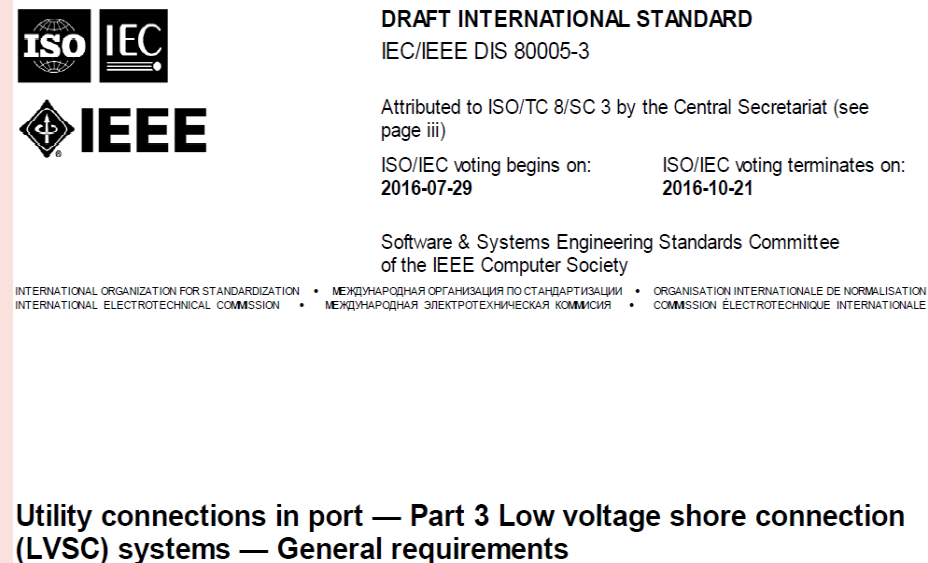 ISO IEC
IEEE
DRAFT INTERNATIONAL STANDARD
IEC/IEEE DIS 80005-3
Attributed to ISO/TC 8/SC 3 by the Central Secretariat (see
page iii)
ISO/IEC voting begins on: ISO/IEC voting terminates on:
2016-07-29 2016-10-21
Software & Systems Engineering Standards Committee
of the IEEE Computer Society
INTERNATIONAL ORGANIZATION FOR STANDARDIZATION • МЕЖДУНАРОДНАЯ ОРГАНИЗАЦИЯ ПО СТАНДАРТИЗАЦИИ • ORGANISATION INTERNATIONALE DE NORMALISATION
INTERNATIONAL ELECTROTECHNICAL COMMISSION • МЕЖДУНАРОДНАЯ ЭЛЕКТРОТЕХНИЧЕСКАЯ КОММИСИЯ • COMMISSION ÉLECTROTECHNIQUE INTERNATIONALE
Utility connections in port — Part 3 Low voltage shore connection
(LVSC) systems — General requirements